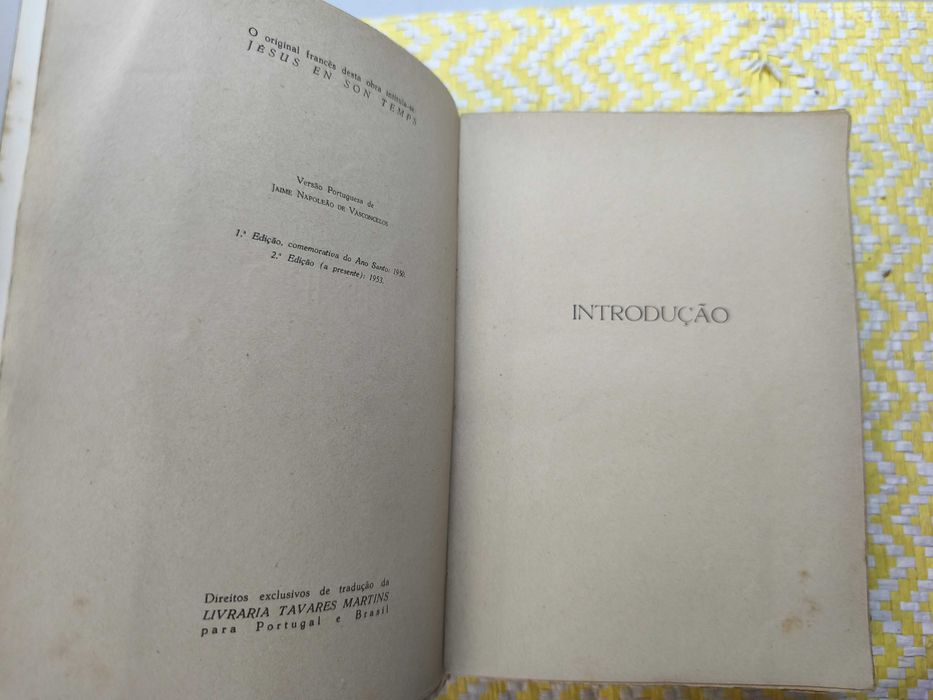 O original francês desta obra intitula-se:
JÉSUS EN SON TEMPS
Versão Portuguesa de
JAIME NAPOLEÃO DE VASCONCELOS
1.ª Edição, comemorativa do Ano Santo: 1950.
2.ª Edição (a presente): 1953.
Direitos exclusivos de tradução da
LIVRARIA TAVARES MARTINS
para Portugal e Brasil
INTRODUÇÃO